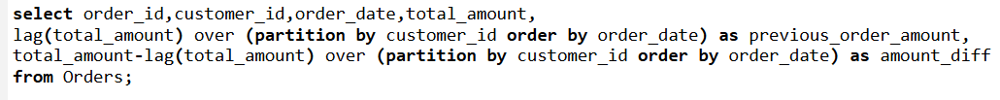 select order_id,customer_id,order_date,total_amount,
lag(total_amount) over (partition by customer_id order by order_date) as previous_order_amount,
total_amount-lag(total_amount) over (partition by customer_id order by order_date) as amount_diff
from Orders;